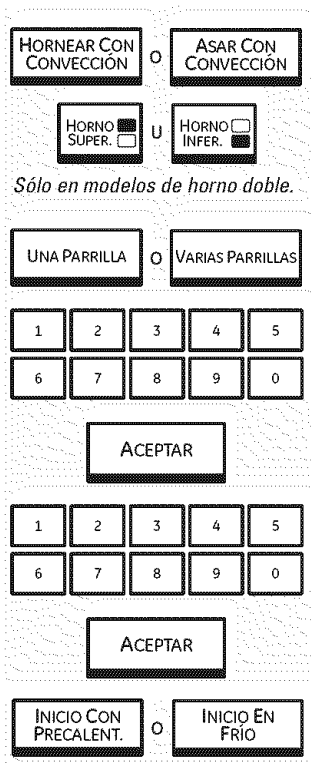 HORNEAR CON CONVECCIÓN O ASAR CON CONVECCIÓN
HORNO SUPER. U HORNO INFER.
Sólo en modelos de horno doble.
UNA PARRILLA O VARIAS PARRILLAS
1 2 3 4 5
6 7 8 9 0
ACEPTAR
1 2 3 4 5
6 7 8 9 0
ACEPTAR
INICIO CON PRECALENT. O INICIO EN FRÍO